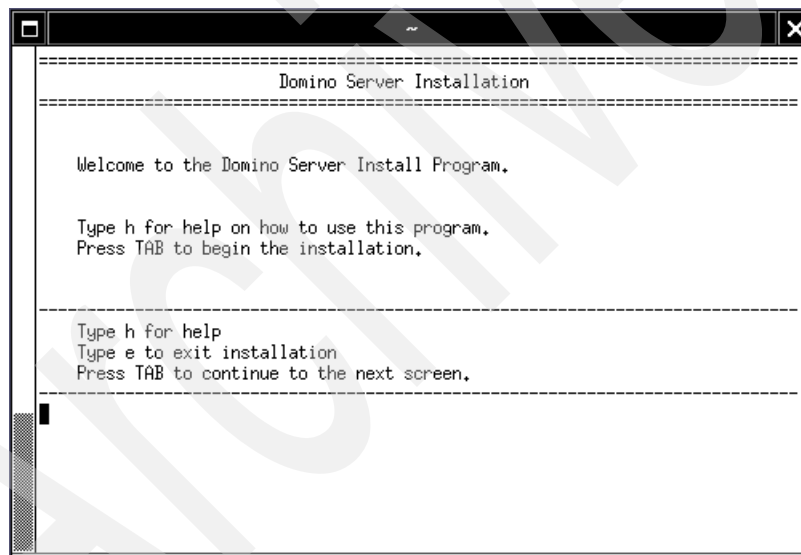 ~
===============================================================================
Domino Server Installation
===============================================================================
Welcome to the Domino Server Install Program.
Type h for help on how to use this program.
Press TAB to begin the installation.
-------------------------------------------------------------------------------
Type h for help
Type e to exit installation
Press TAB to continue to the next screen.
-------------------------------------------------------------------------------